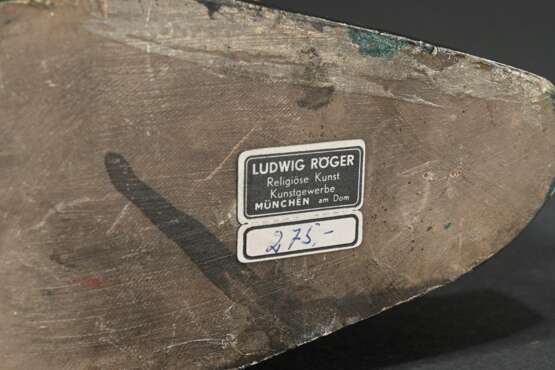 LUDWIG RÖGER
Religiöse Kunst
Kunstgewerbe
MÜNCHEN am Dom
275,-